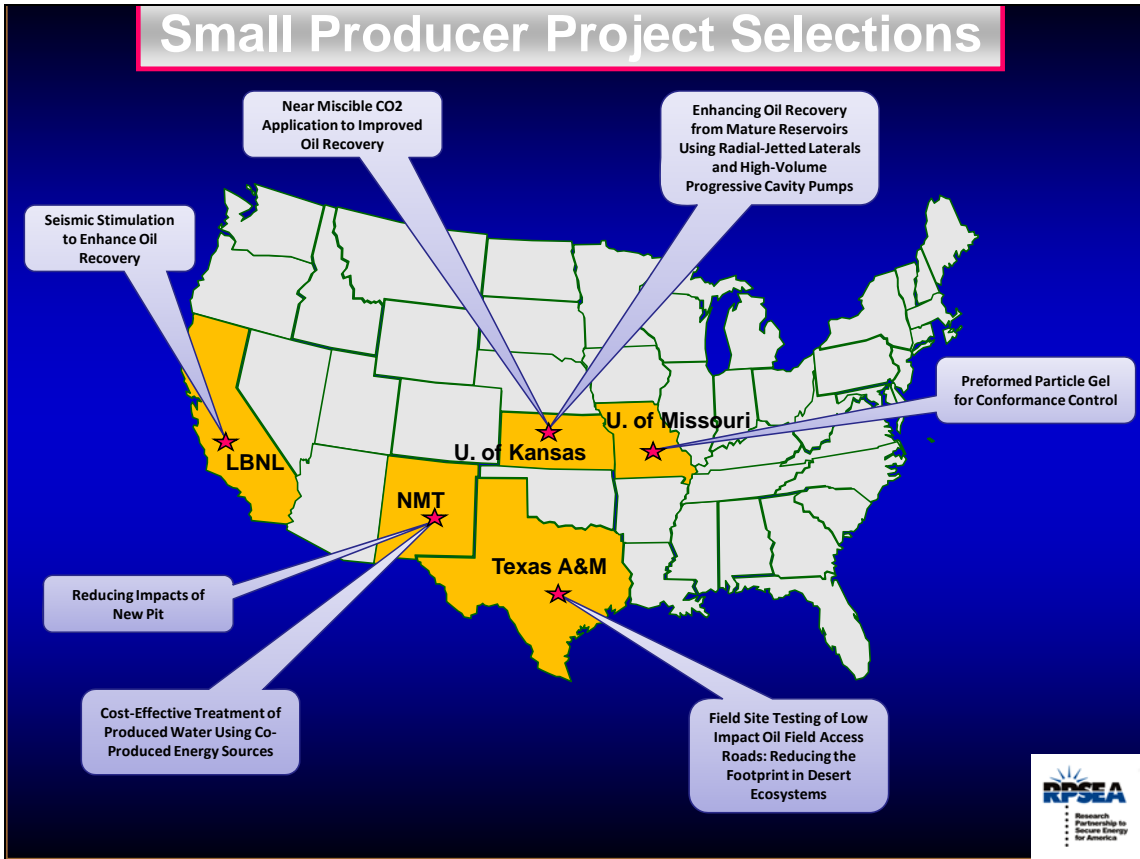 Small Producer Project Selections
Near Miscible CO2
Application to Improved
Oil Recovery
Enhancing Oil Recovery
from Mature Reservoirs
Using Radial-Jetted Laterals
and High-Volume
Progressive Cavity Pumps
Seismic Stimulation
to Enhance Oil
Recovery
Preformed Particle Gel
for Conformance Control
U. of Missouri
U. of Kansas
LBNL
NMT
Texas A&M
Reducing Impacts of
New Pit
Cost-Effective Treatment of
Produced Water Using Co-
Produced Energy Sources
Field Site Testing of Low
Impact Oil Field Access
Roads: Reducing the
Footprint in Desert
Ecosystems
RPSEA
Research
Partnership to
Secure Energy
for America